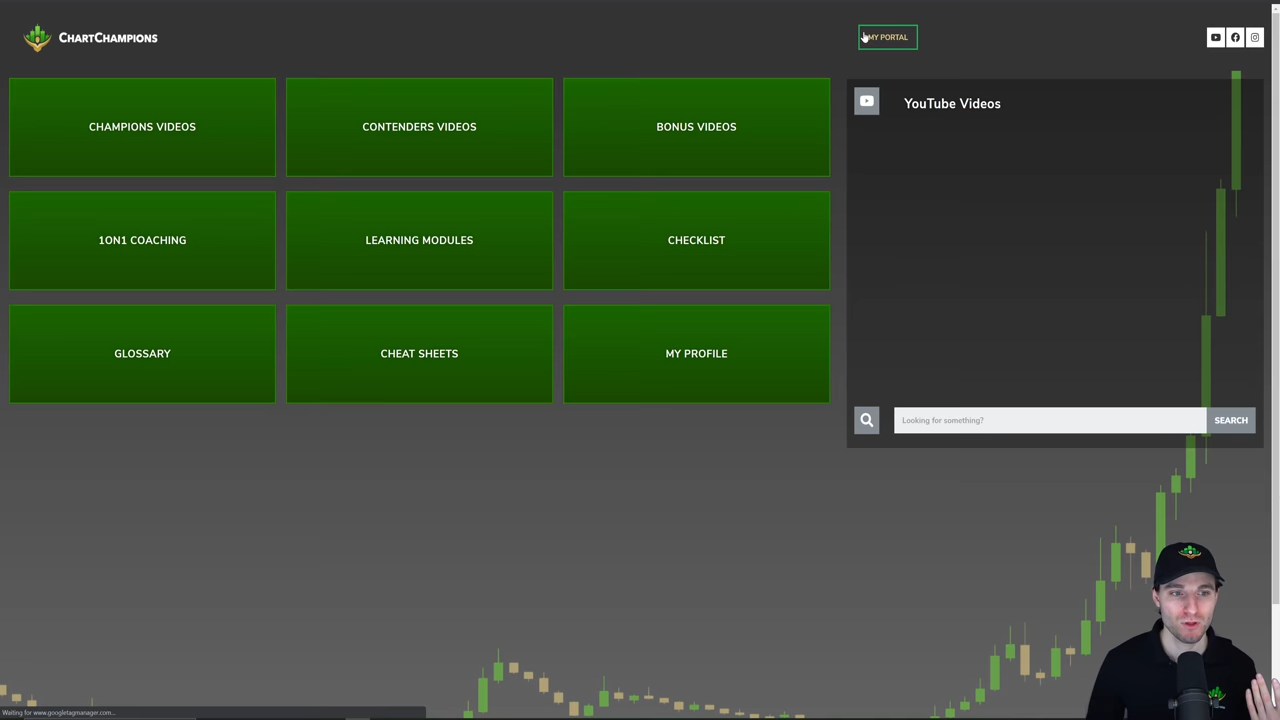 ChartChampions
MY PORTAL
CHAMPIONS VIDEOS
CONTENDERS VIDEOS
BONUS VIDEOS
YouTube Videos
1ON1 COACHING
LEARNING MODULES
CHECKLIST
GLOSSARY
CHEAT SHEETS
MY PROFILE
Looking for something?
SEARCH
Waiting for www.googletagmanager.com...